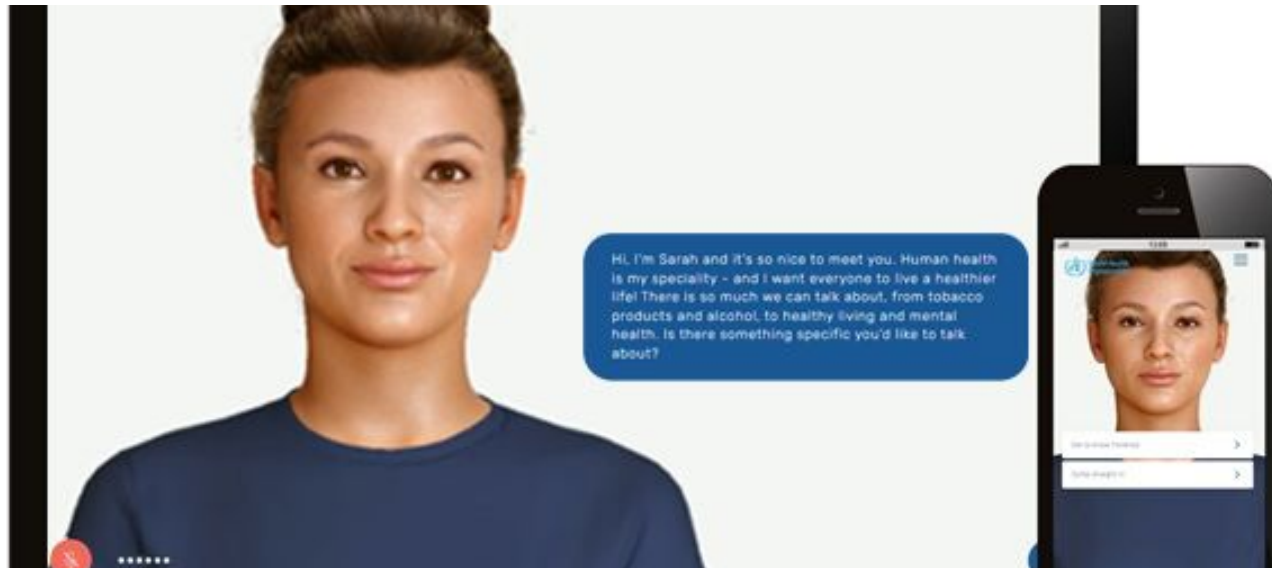 Hi, I'm Sarah and it's so nice to meet you. Human health
is my speciality - and I want everyone to live a healthier
life! There is so much we can talk about, from tobacco
products and alcohol, to healthy living and mental
health. Is there something specific you'd like to talk
about?